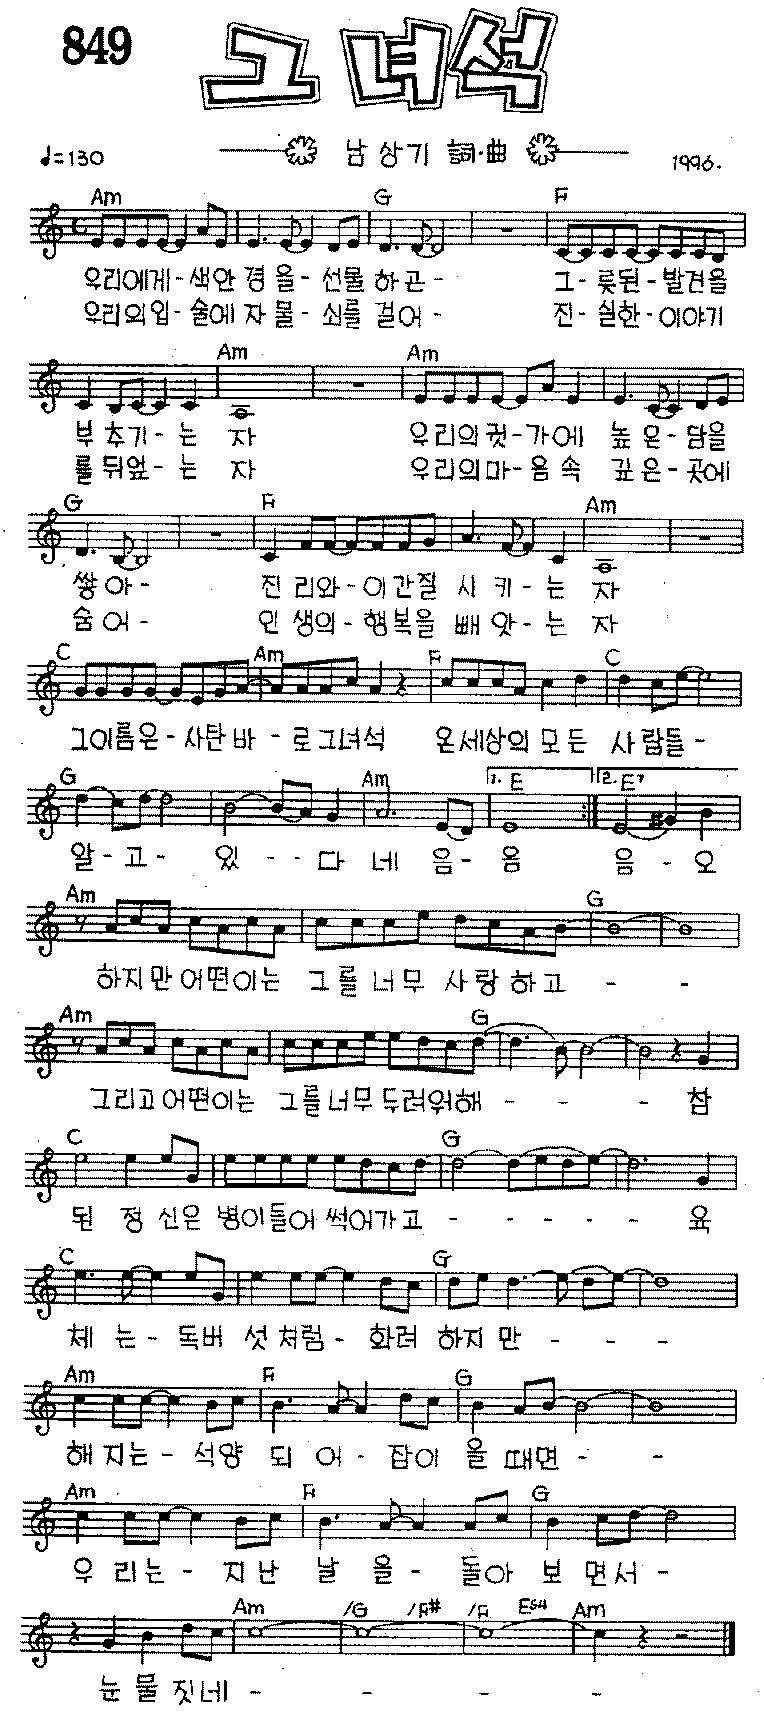 849
그 녀석
♩=130
남상기 詞·曲
1996.
Am G F
우리에게-색안 경 을- 선물 하 곤- 그- 릇된-발견을
우리의입-술에 자 물- 쇠를 걸어- 진-실한-이야기
Am Am
부 추기-는 자 우리의귓-가에 높 은-담을
를 뒤엎-는 자 우리의마-음속 깊은-곳에
G F Am
쌓 아- 진 리와-이간질 시 키-는 자
숨 어- 인 생의-행복을 빼 앗-는 자
C Am F C
그이름은-사탄 바-로그녀석 온세상의 모 든 사 람들-
G Am 1. E 2. E7
알-고- 있 - - 다 네 음-음 음-오
Am G
하지만어떤이는 그를너무 사 랑 하고 - -
Am G
그리고어떤이는 그를너무두려워해 - - - 참
C G
된 정 신은 병이들어 썩어가고 - - - - - 육
C G
체 는-독버 섯 처럼-화려 하지만 - - -
Am F G
해 지는-석양 되 어-잡이 올 때면- -
Am F G
우 리는-지난 날 을- 돌아 보 면서-
Am /G /F# /F Esus4 Am
눈 물 짓네- - - -